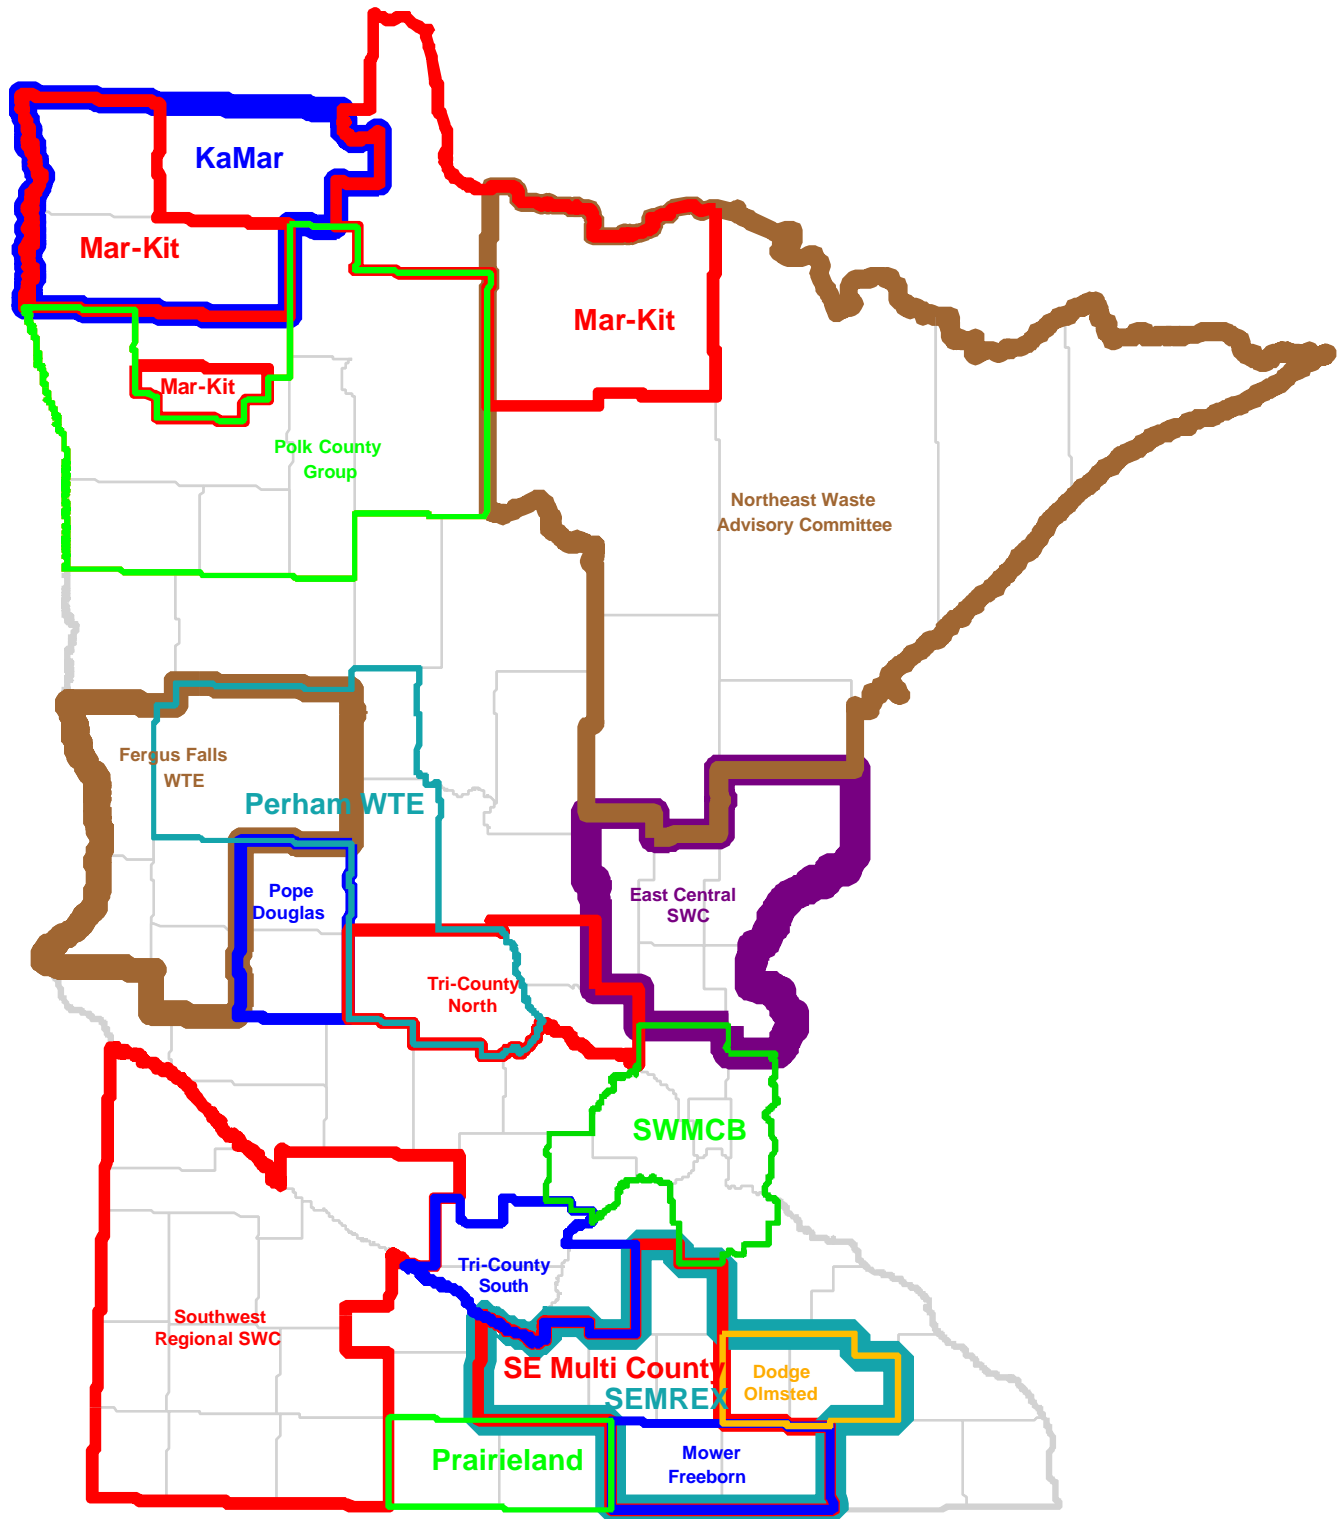 KaMar
Mar-Kit
Mar-Kit
Mar-Kit
Polk County
Group
Northeast Waste
Advisory Committee
Fergus Falls
WTE
Perham WTE
Pope
Douglas
East Central
SWC
Tri-County
North
SWMCB
Tri-County
South
Southwest
Regional SWC
SE Multi County
SEMREX
Dodge
Olmsted
Prairieland
Mower
Freeborn